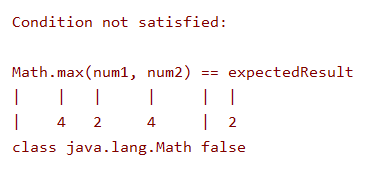 Condition not satisfied:

Math.max(num1, num2) == expectedResult
|    |   |     |     |  |
|    4   2     4     |  2
class java.lang.Math false